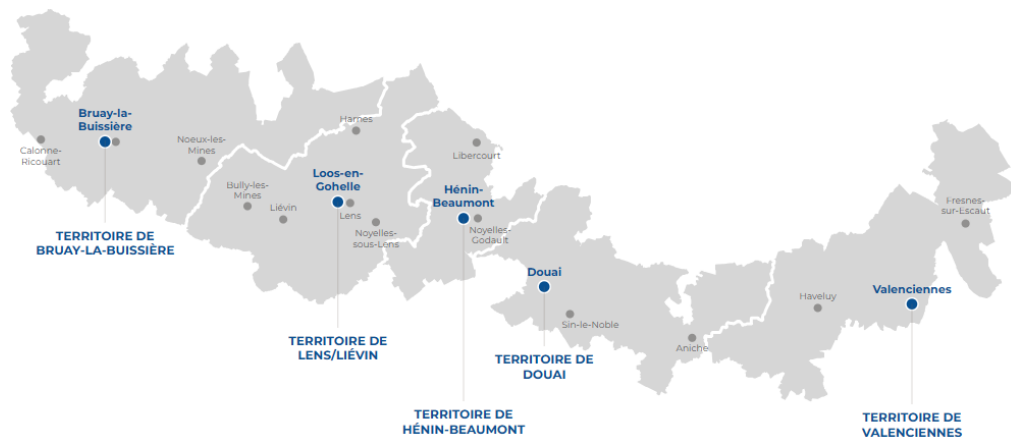 Bruay-la-
Buissière
Calonne-
Ricouart
Noeux-les-
Mines
TERRITOIRE DE
BRUAY-LA-BUISSIÈRE
Harnes
Bully-les-
Mines
Liévin
Loos-en-
Gohelle
Lens
Noyelles-
sous-Lens
TERRITOIRE DE
LENS/LIÉVIN
Libercourt
Hénin-
Beaumont
Noyelles-
Godault
TERRITOIRE DE
HÉNIN-BEAUMONT
Douai
Sin-le-Noble
Aniche
TERRITOIRE DE
DOUAI
Haveluy
Valenciennes
Fresnes-
sur-Escaut
TERRITOIRE DE
VALENCIENNES